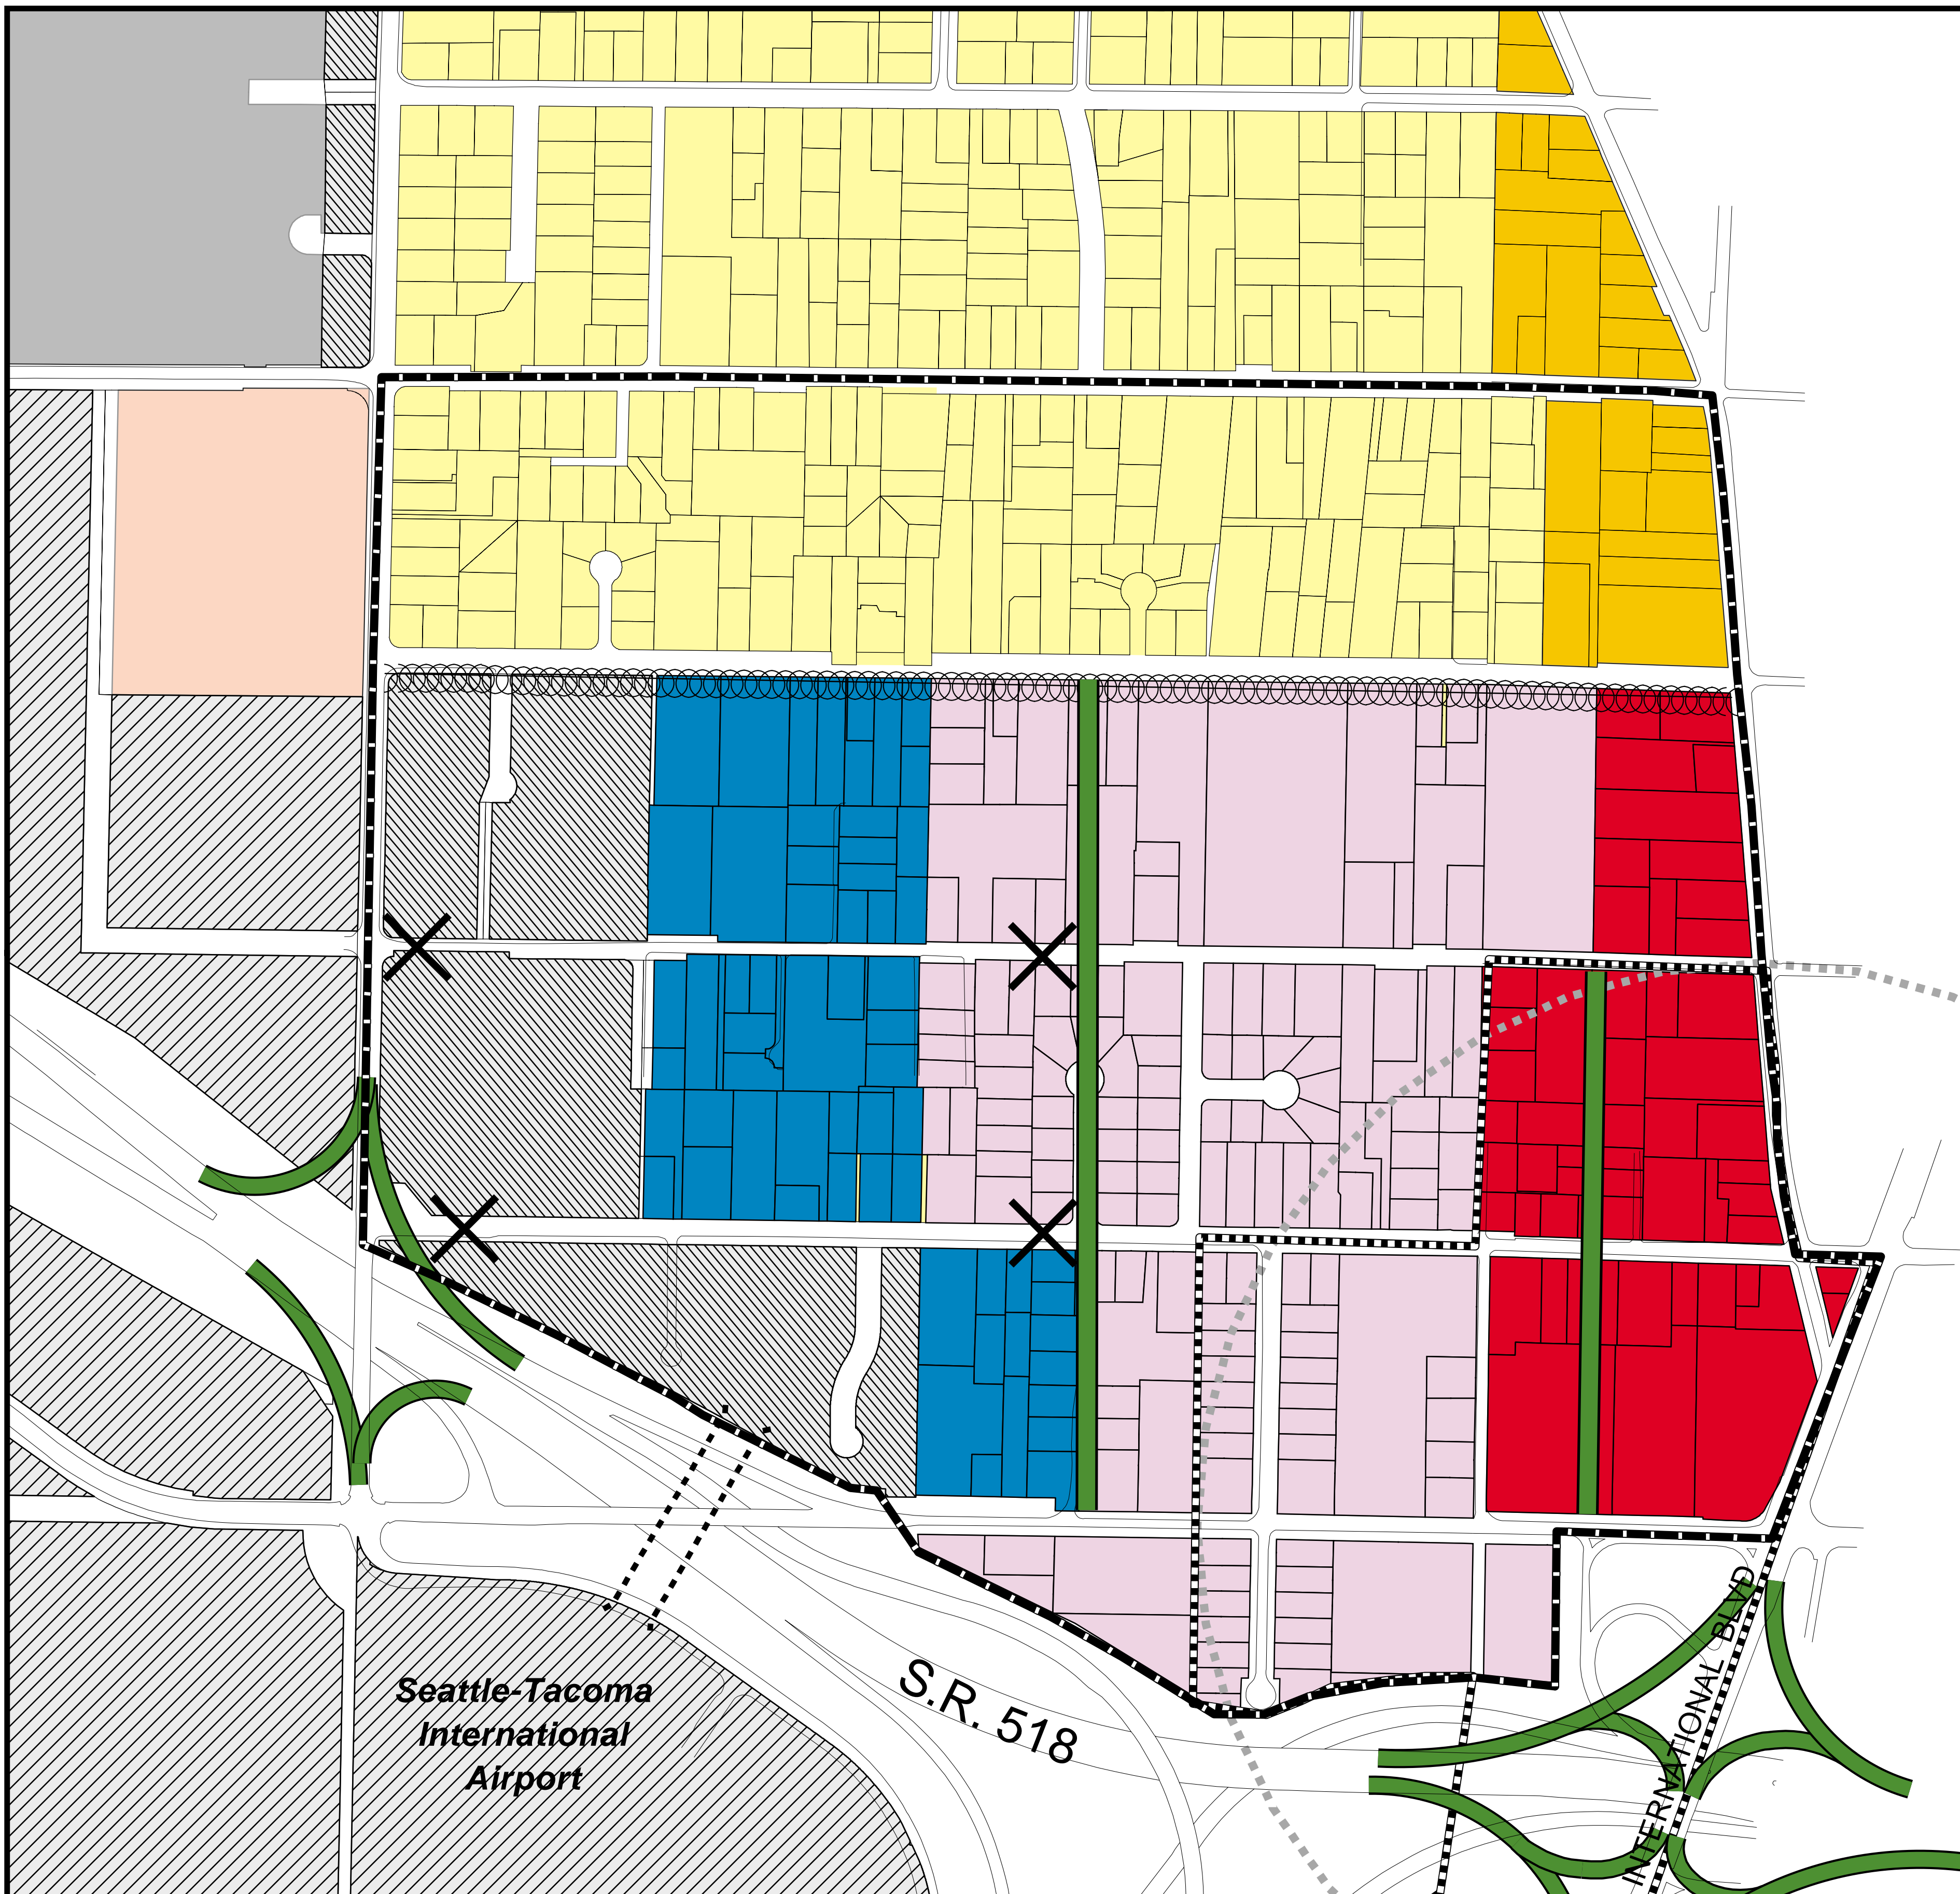 Seattle-Tacoma
International
Airport
S.R. 518
INTERNATIONAL BLVD